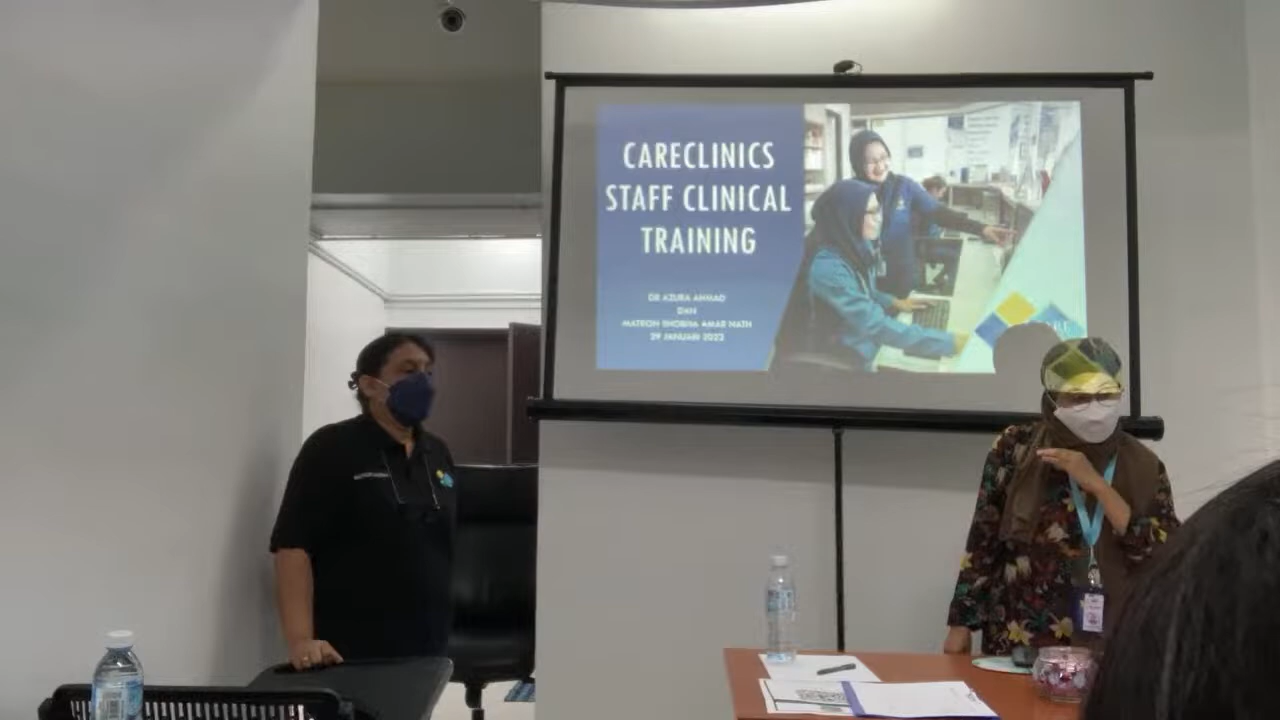 CARECLINICS
STAFF CLINICAL
TRAINING
DR AZURA AHMAD
DAN
MATRON SHOBHA AMAR NATH
29 JANUARI 2022